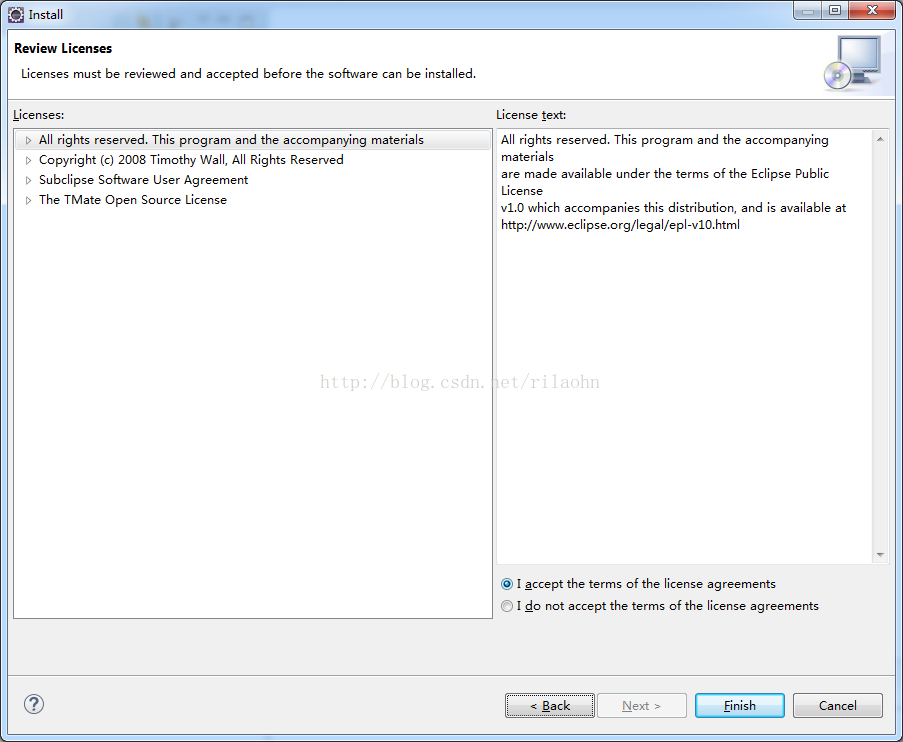 Install
Review Licenses
Licenses must be reviewed and accepted before the software can be installed.
Licenses:
All rights reserved. This program and the accompanying materials
Copyright (c) 2008 Timothy Wall, All Rights Reserved
Subclipse Software User Agreement
The TMate Open Source License
License text:
All rights reserved. This program and the accompanying
materials
are made available under the terms of the Eclipse Public
License
v1.0 which accompanies this distribution, and is available at
http://www.eclipse.org/legal/epl-v10.html
http://blog.csdn.net/rilaohn
I accept the terms of the license agreements
I do not accept the terms of the license agreements
?
< Back
Next >
Finish
Cancel